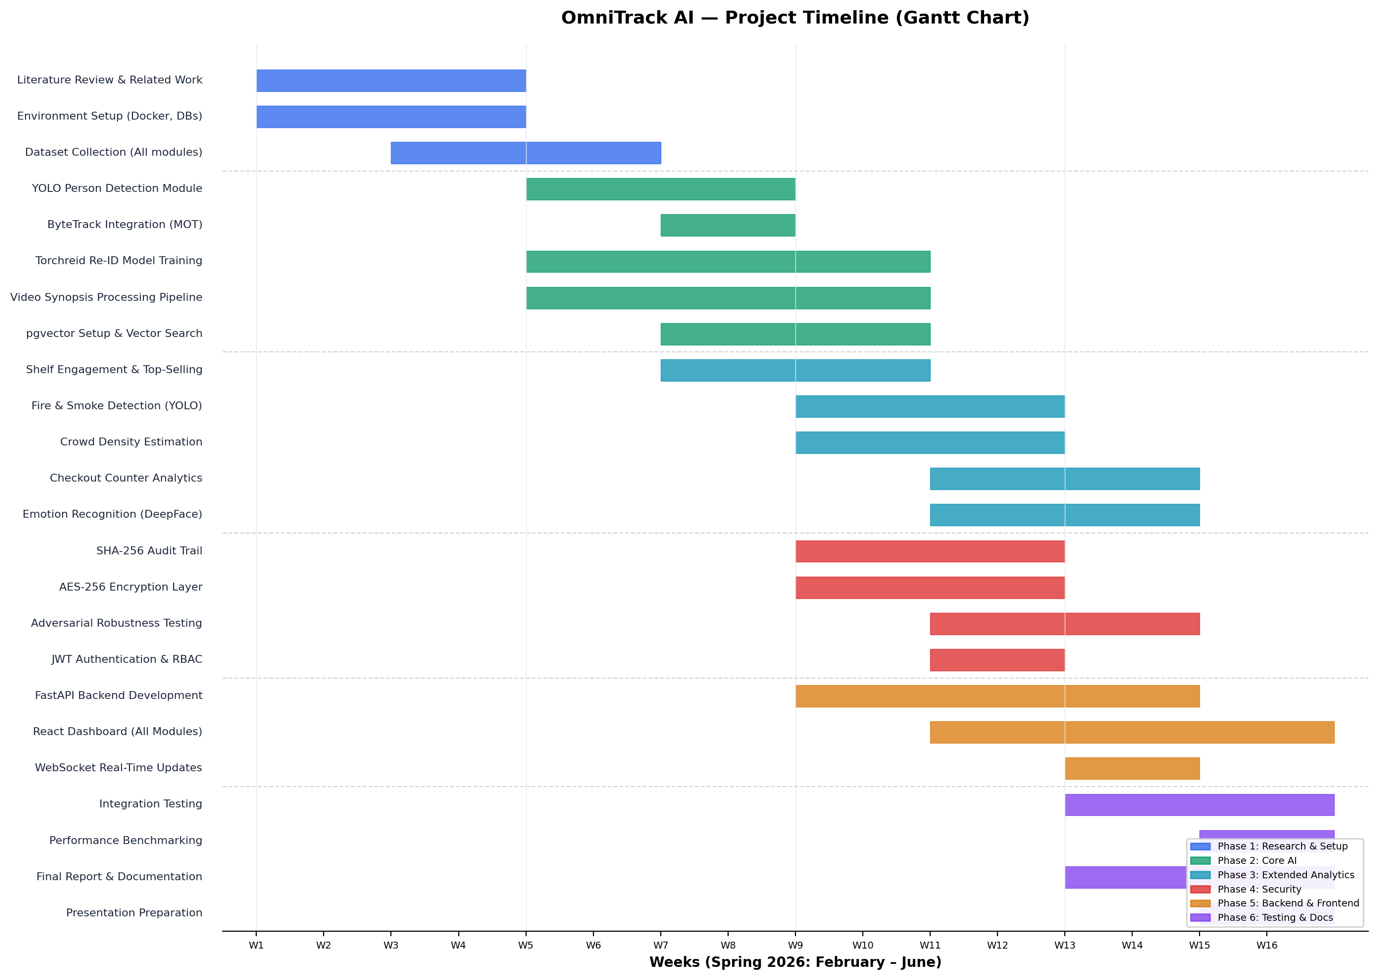 OmniTrack AI — Project Timeline (Gantt Chart)
Literature Review & Related Work
Environment Setup (Docker, DBs)
Dataset Collection (All modules)
YOLO Person Detection Module
ByteTrack Integration (MOT)
Torchreid Re-ID Model Training
Video Synopsis Processing Pipeline
pgvector Setup & Vector Search
Shelf Engagement & Top-Selling
Fire & Smoke Detection (YOLO)
Crowd Density Estimation
Checkout Counter Analytics
Emotion Recognition (DeepFace)
SHA-256 Audit Trail
AES-256 Encryption Layer
Adversarial Robustness Testing
JWT Authentication & RBAC
FastAPI Backend Development
React Dashboard (All Modules)
WebSocket Real-Time Updates
Integration Testing
Performance Benchmarking
Final Report & Documentation
Presentation Preparation
Phase 1: Research & Setup
Phase 2: Core AI
Phase 3: Extended Analytics
Phase 4: Security
Phase 5: Backend & Frontend
Phase 6: Testing & Docs
W1 W2 W3 W4 W5 W6 W7 W8 W9 W10 W11 W12 W13 W14 W15 W16
Weeks (Spring 2026: February – June)